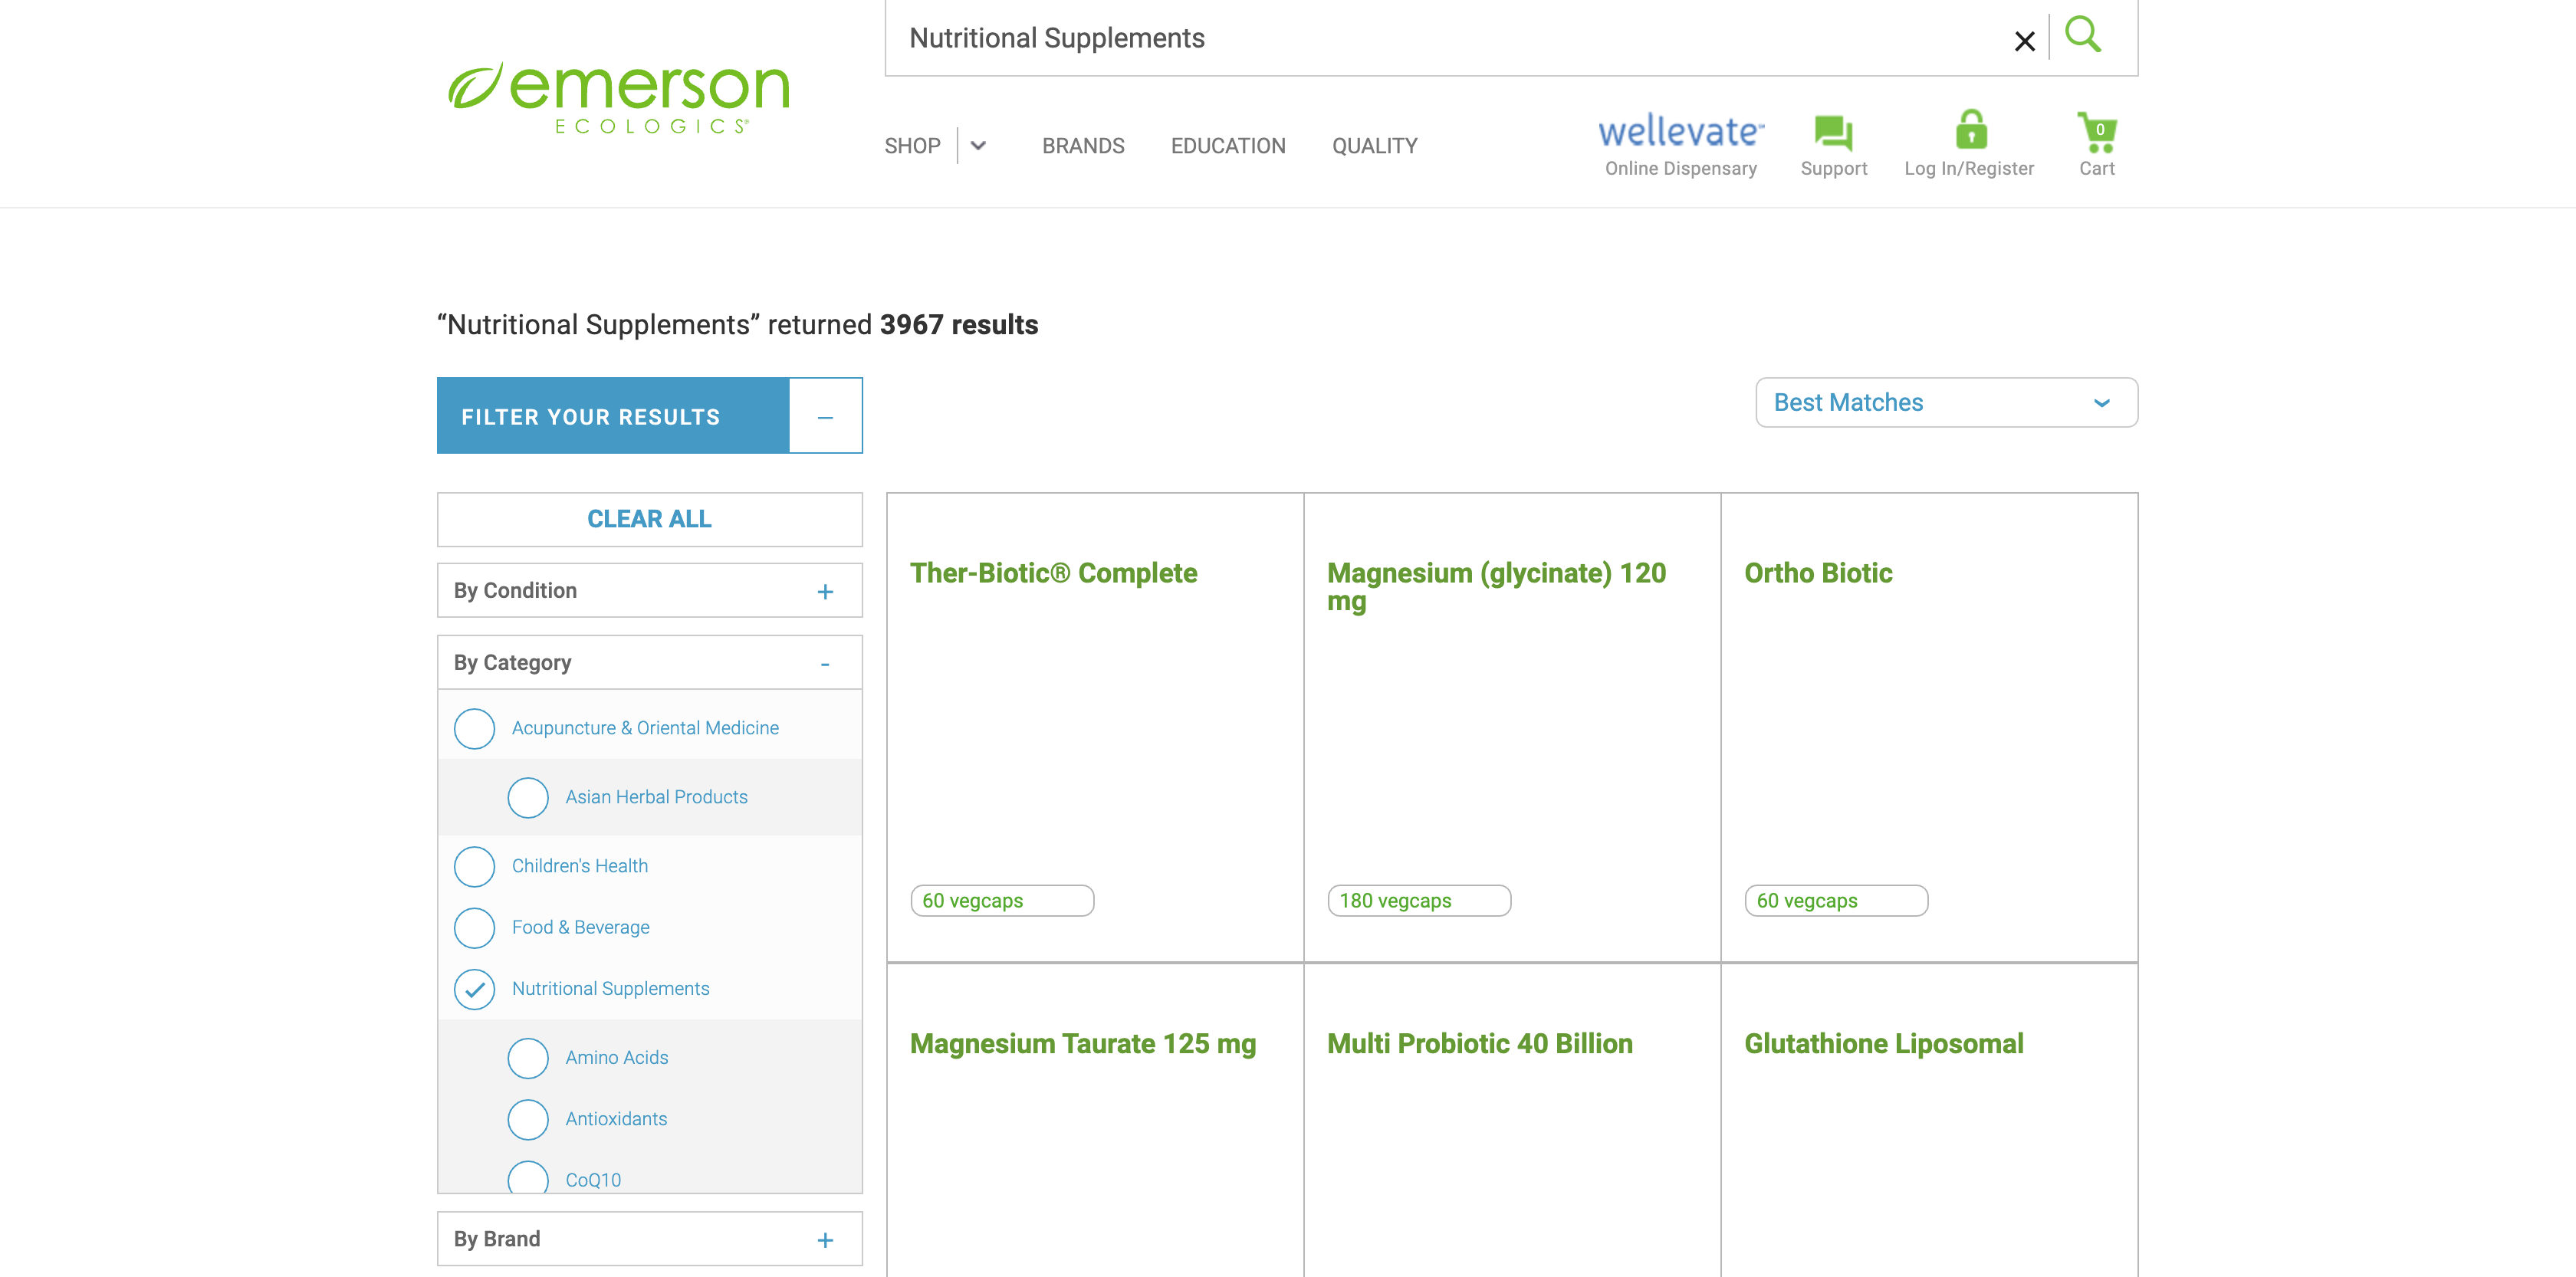 Nutritional Supplements
emerson
ECOLOGICS®
SHOP
BRANDS
EDUCATION
QUALITY
wellevate℠
Online Dispensary
Support
Log In/Register
0
Cart
“Nutritional Supplements” returned 3967 results
FILTER YOUR RESULTS
Best Matches
CLEAR ALL
By Condition
+
By Category
-
Acupuncture & Oriental Medicine
Asian Herbal Products
Children's Health
Food & Beverage
Nutritional Supplements
Amino Acids
Antioxidants
CoQ10
By Brand
+
Ther-Biotic® Complete
60 vegcaps
Magnesium (glycinate) 120
mg
180 vegcaps
Ortho Biotic
60 vegcaps
Magnesium Taurate 125 mg
Multi Probiotic 40 Billion
Glutathione Liposomal